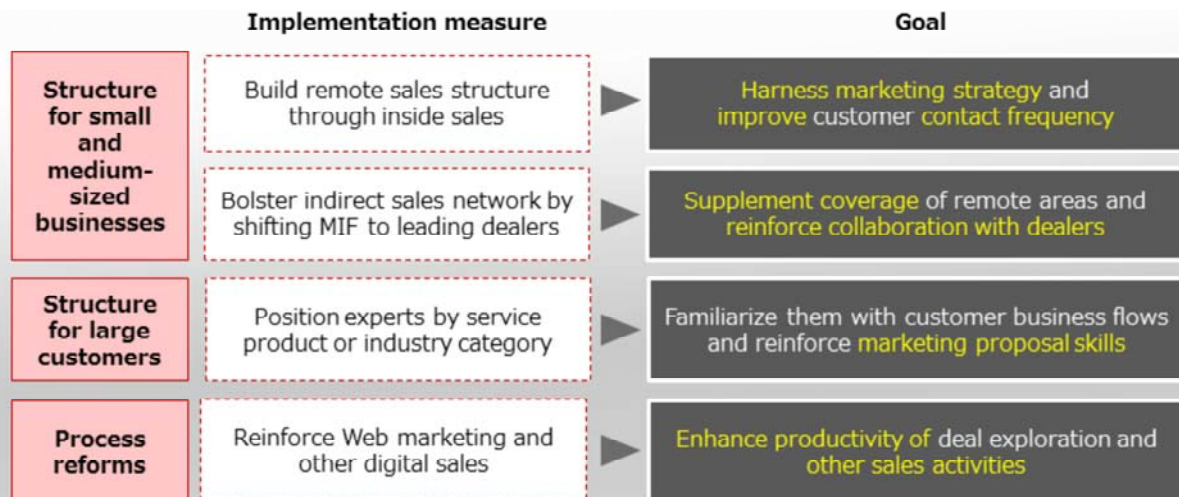 Implementation measure
Goal
Structure
for small
and
medium-
sized
businesses
Build remote sales structure
through inside sales
Harness marketing strategy and
improve customer contact frequency
Bolster indirect sales network by
shifting MIF to leading dealers
Supplement coverage of remote areas and
reinforce collaboration with dealers
Structure
for large
customers
Position experts by service
product or industry category
Familiarize them with customer business flows
and reinforce marketing proposal skills
Process
reforms
Reinforce Web marketing and
other digital sales
Enhance productivity of deal exploration and
other sales activities